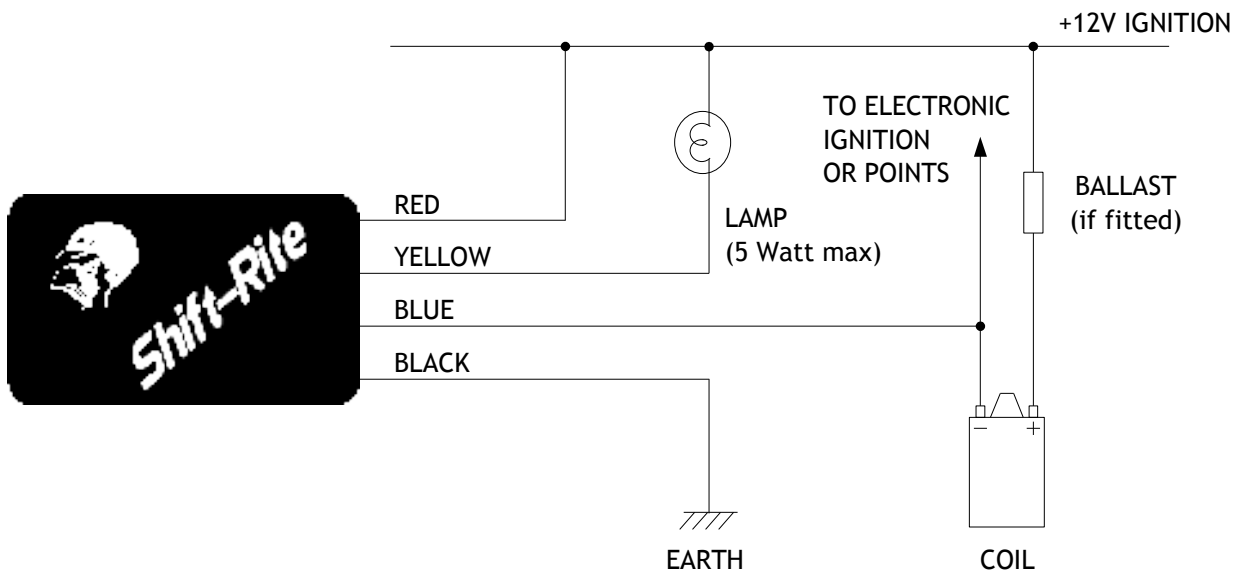 +12V IGNITION
TO ELECTRONIC
IGNITION
OR POINTS
BALLAST
(if fitted)
LAMP
(5 Watt max)
RED
YELLOW
BLUE
BLACK
Shift-Rite
- +
EARTH
COIL